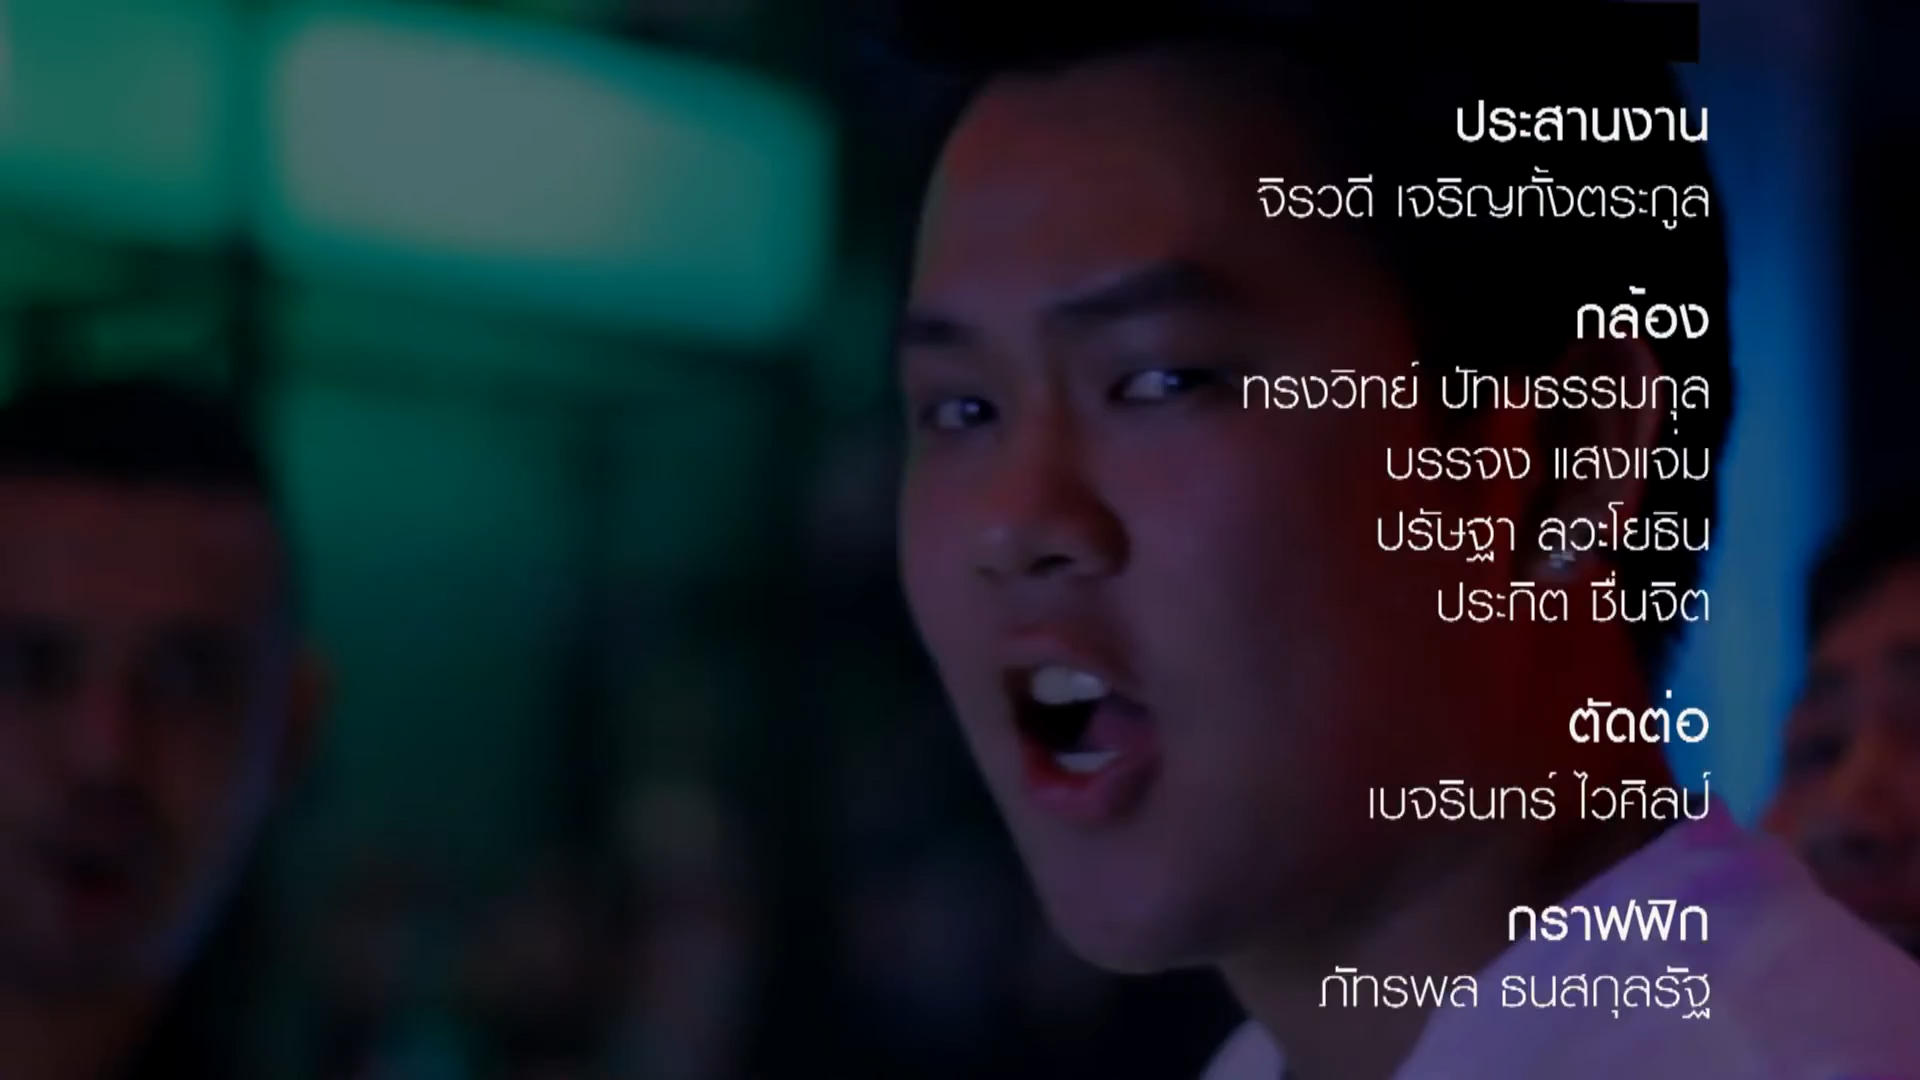 ประสานงาน
จิรวดี เจริญทั้งตระกูล
กล้อง
ทรงวิทย์ ปัทมธรรมกุล
บรรจง แสงแจ่ม
ปรัษฐา ลวะโยธิน
ประกิต ชื่นจิต
ตัดต่อ
เบจรินทร์ ไวศิลป์
กราฟฟิก
ภัทรพล ธนสกุลรัฐ